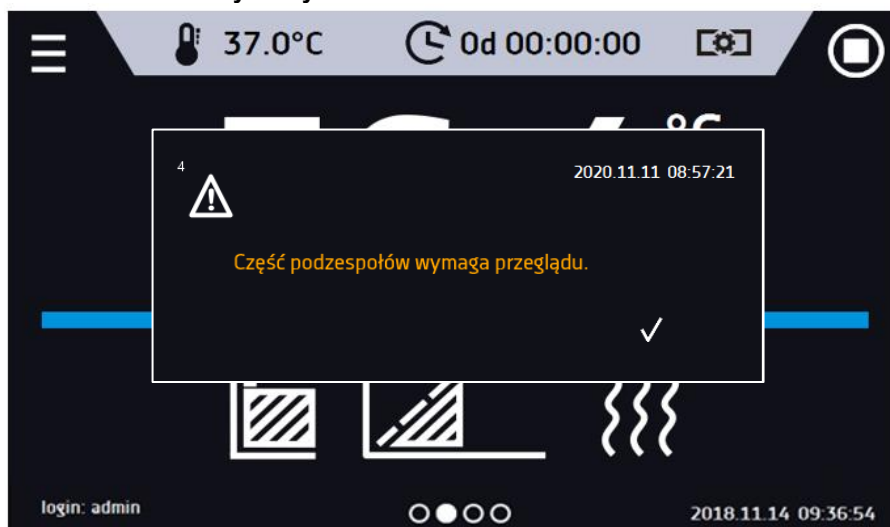 37.0°C
0d 00:00:00
°C
4
2020.11.11 08:57:21
Część podzespołów wymaga przeglądu.
login: admin
2018.11.14 09:36:54